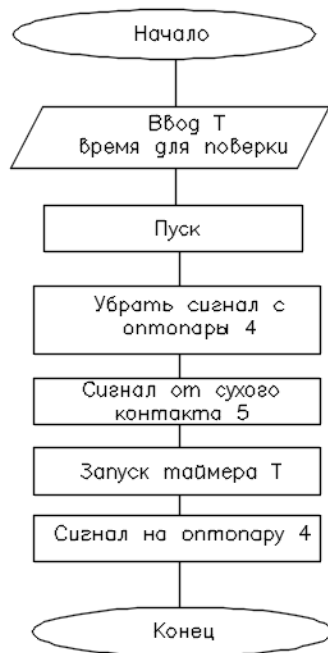 Начало
Ввод Т
время для поверки
Пуск
Убрать сигнал с
оптопары 4
Сигнал от сухого
контакта 5
Запуск таймера Т
Сигнал на оптопару 4
Конец